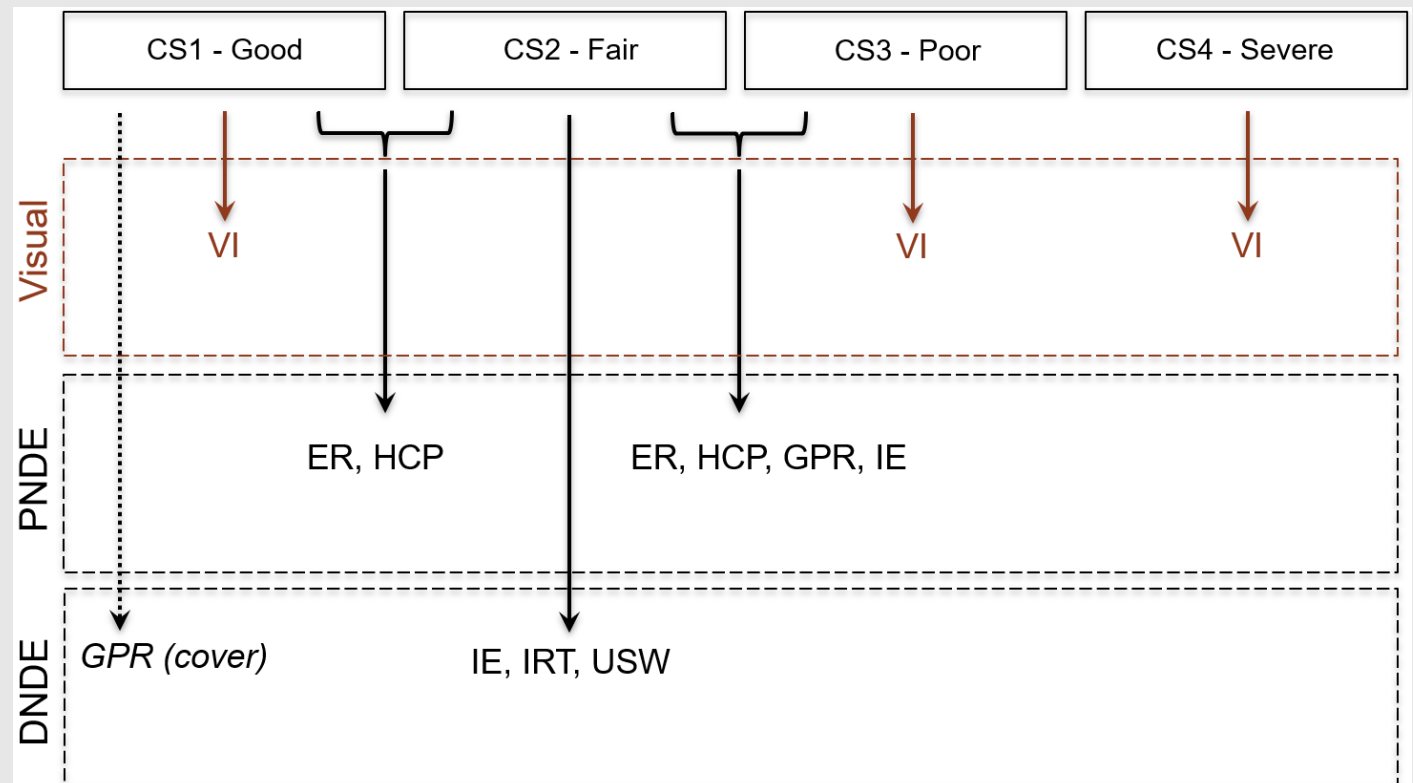 CS1 - Good
CS2 - Fair
CS3 - Poor
CS4 - Severe
Visual
VI
VI
VI
PNDE
ER, HCP
ER, HCP, GPR, IE
DNDE
GPR (cover)
IE, IRT, USW